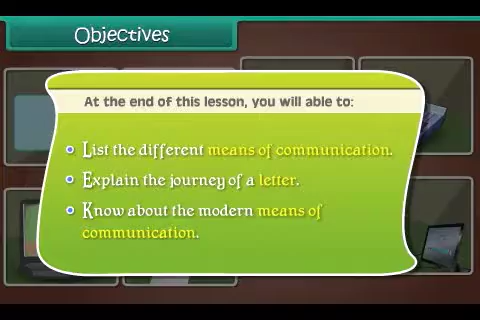 Objectives
At the end of this lesson, you will able to:
List the different means of communication.
Explain the journey of a letter.
Know about the modern means of
communication.